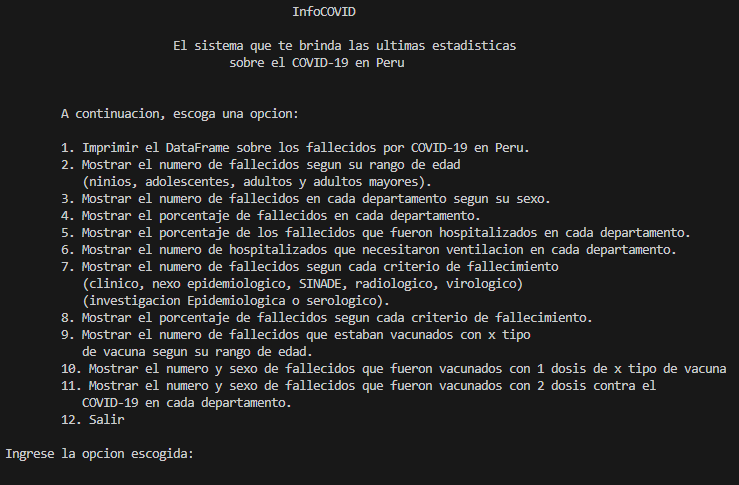 InfoCOVID
El sistema que te brinda las ultimas estadisticas
sobre el COVID-19 en Peru
A continuacion, escoga una opcion:
1. Imprimir el DataFrame sobre los fallecidos por COVID-19 en Peru.
2. Mostrar el numero de fallecidos segun su rango de edad
(ninios, adolescentes, adultos y adultos mayores).
3. Mostrar el numero de fallecidos en cada departamento segun su sexo.
4. Mostrar el porcentaje de fallecidos en cada departamento.
5. Mostrar el porcentaje de los fallecidos que fueron hospitalizados en cada departamento.
6. Mostrar el numero de hospitalizados que necesitaron ventilacion en cada departamento.
7. Mostrar el numero de fallecidos segun cada criterio de fallecimiento
(clinico, nexo epidemiologico, SINADE, radiologico, virologico)
(investigacion Epidemiologica o serologico).
8. Mostrar el porcentaje de fallecidos segun cada criterio de fallecimiento.
9. Mostrar el numero de fallecidos que estaban vacunados con x tipo
de vacuna segun su rango de edad.
10. Mostrar el numero y sexo de fallecidos que fueron vacunados con 1 dosis de x tipo de vacuna
11. Mostrar el numero y sexo de fallecidos que fueron vacunados con 2 dosis contra el
COVID-19 en cada departamento.
12. Salir
Ingrese la opcion escogida: